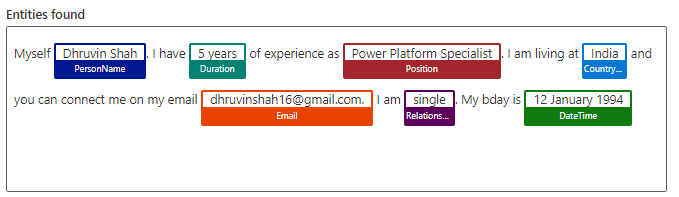 Entities found
Myself Dhruvin Shah. I have 5 years of experience as Power Platform Specialist. I am living at India and
PersonName Duration Position Country...
you can connect me on my email dhruvinshah16@gmail.com. I am single. My bday is 12 January 1994
Email Relations... DateTime